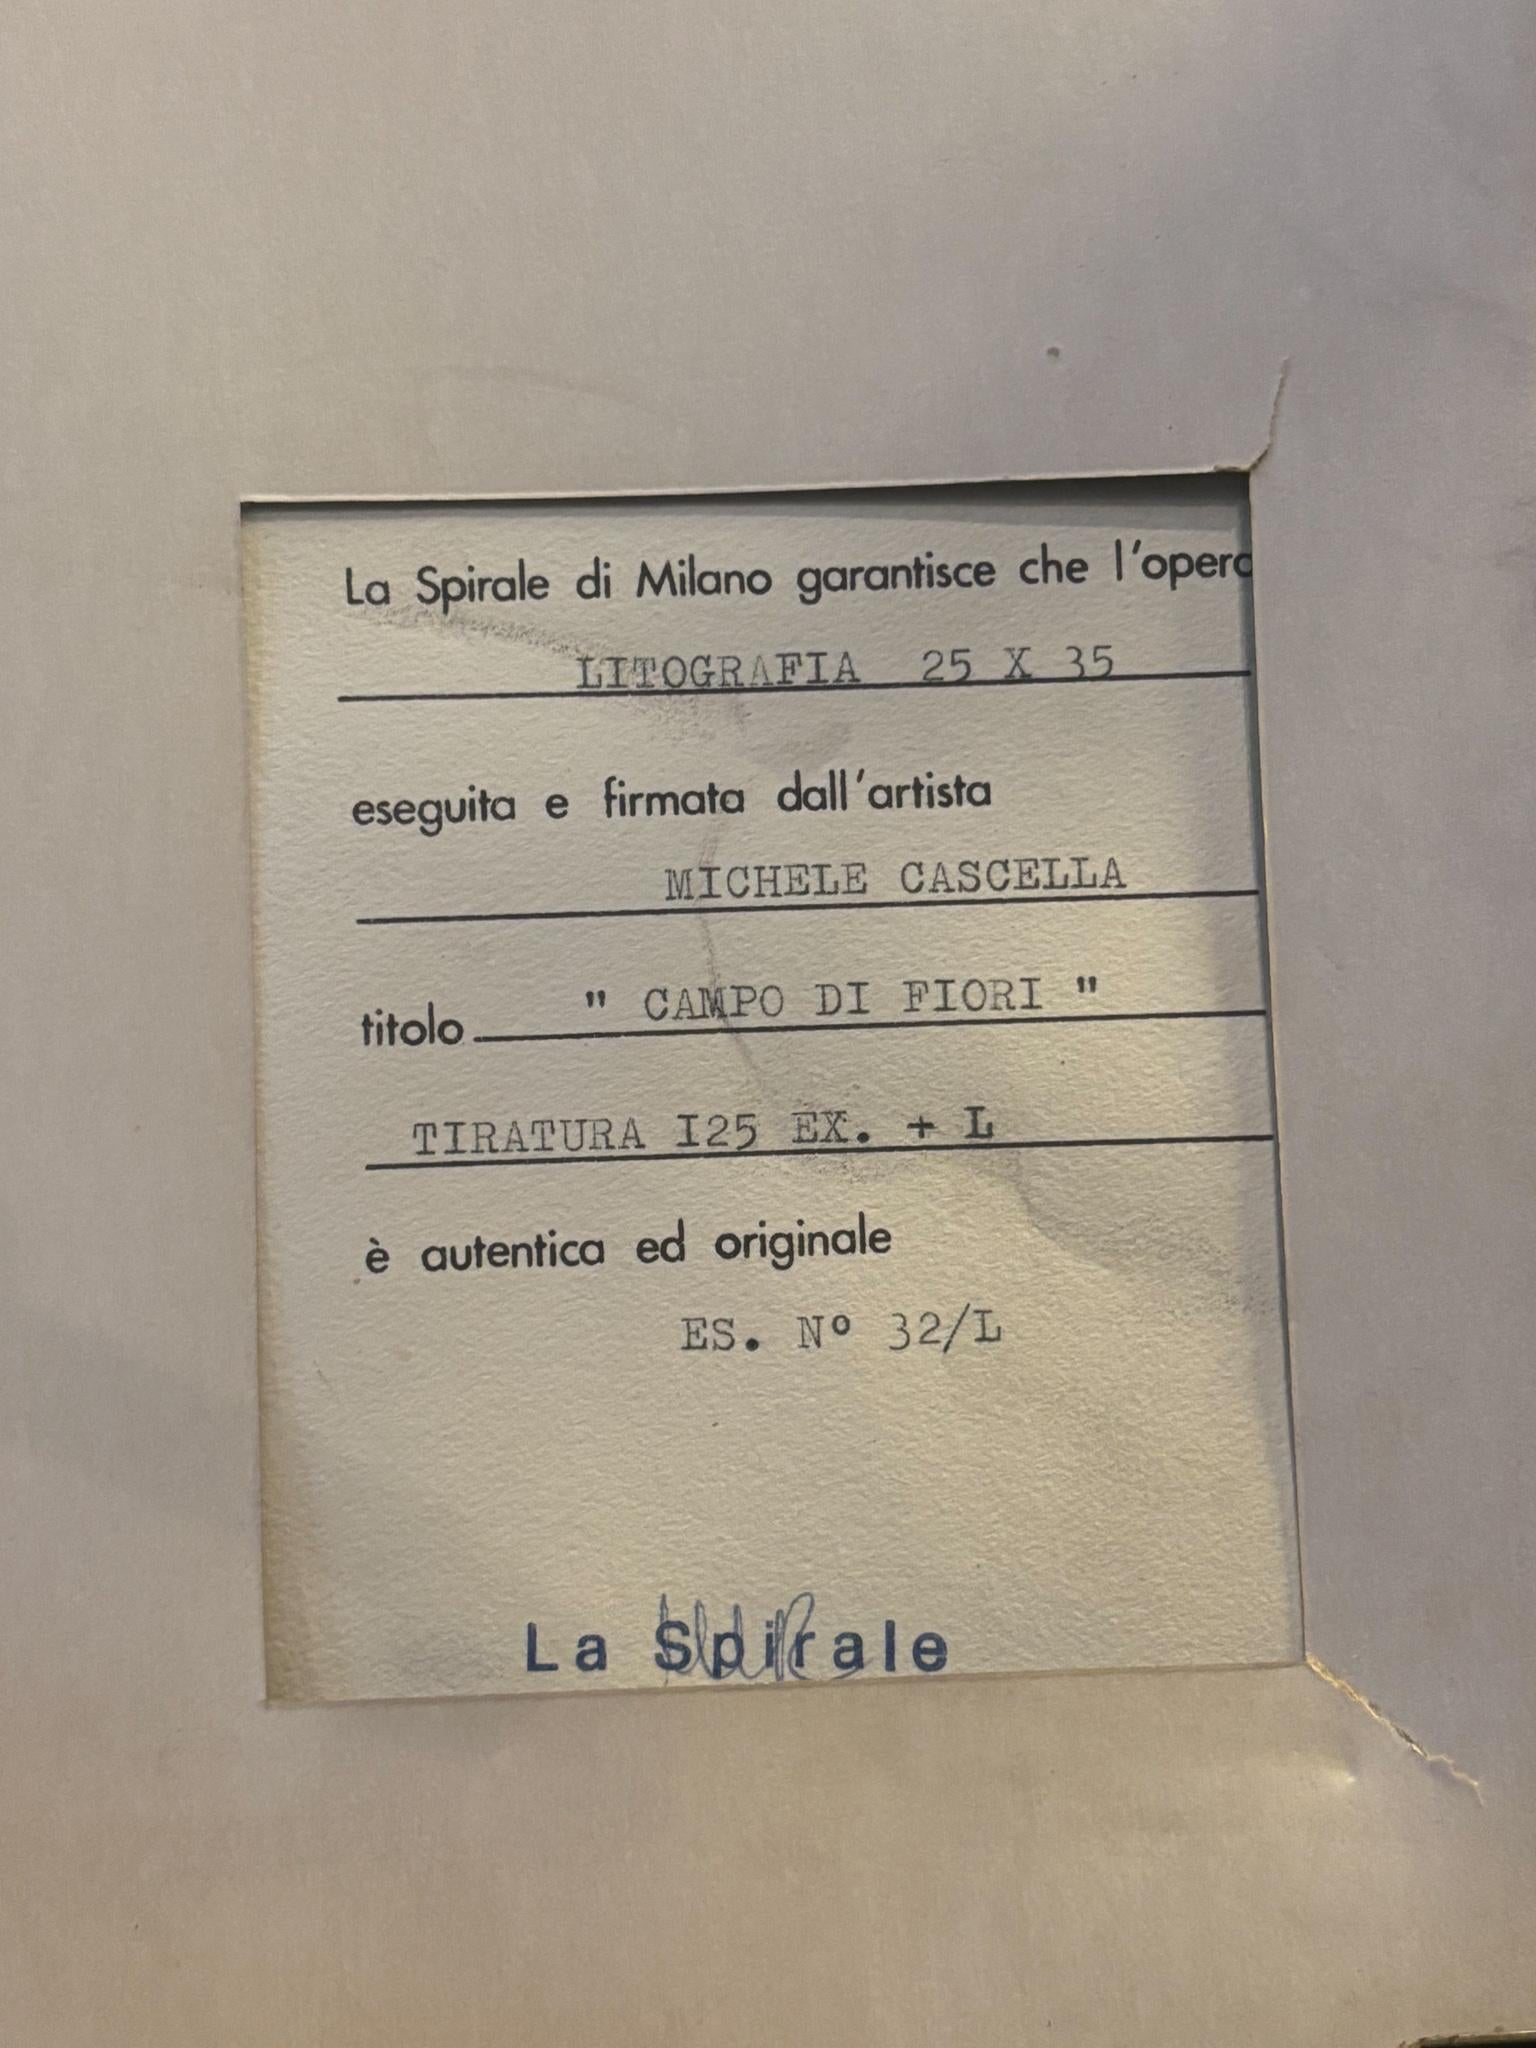 La Spirale di Milano garantisce che l'opera
LITOGRAFIA 25 X 35
eseguita e firmata dall'artista
MICHELE CASCELLA
titolo " CAMPO DI FIORI "
TIRATURA I25 EX. + L
è autentica ed originale
ES. Nº 32/L
La Spirale